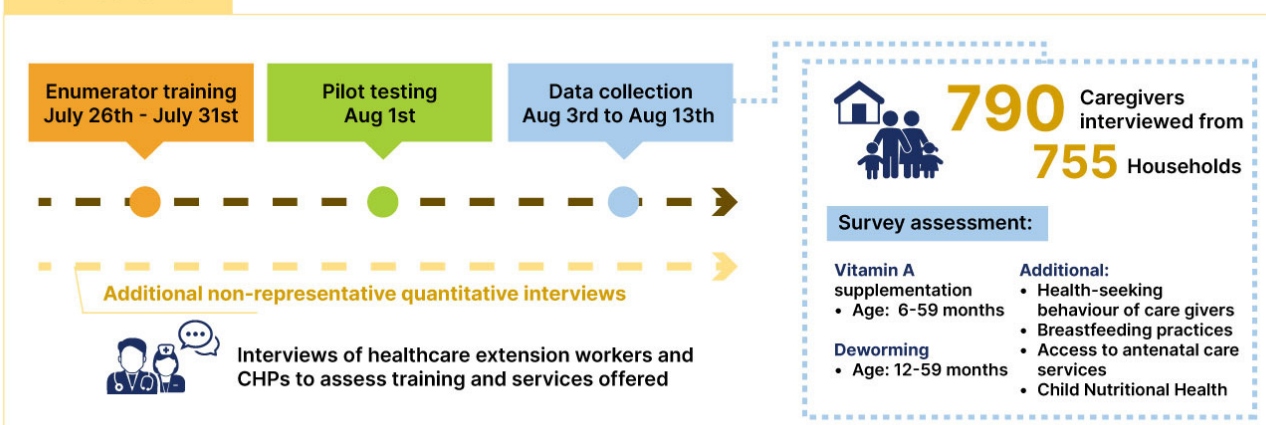 Enumerator training
July 26th - July 31st
Pilot testing
Aug 1st
Data collection
Aug 3rd to Aug 13th
Additional non-representative quantitative interviews
Interviews of healthcare extension workers and
CHPs to assess training and services offered
790 Caregivers
interviewed from
755 Households
Survey assessment:
Vitamin A
supplementation
• Age: 6-59 months
Deworming
• Age: 12-59 months
Additional:
• Health-seeking
behaviour of care givers
• Breastfeeding practices
• Access to antenatal care
services
• Child Nutritional Health